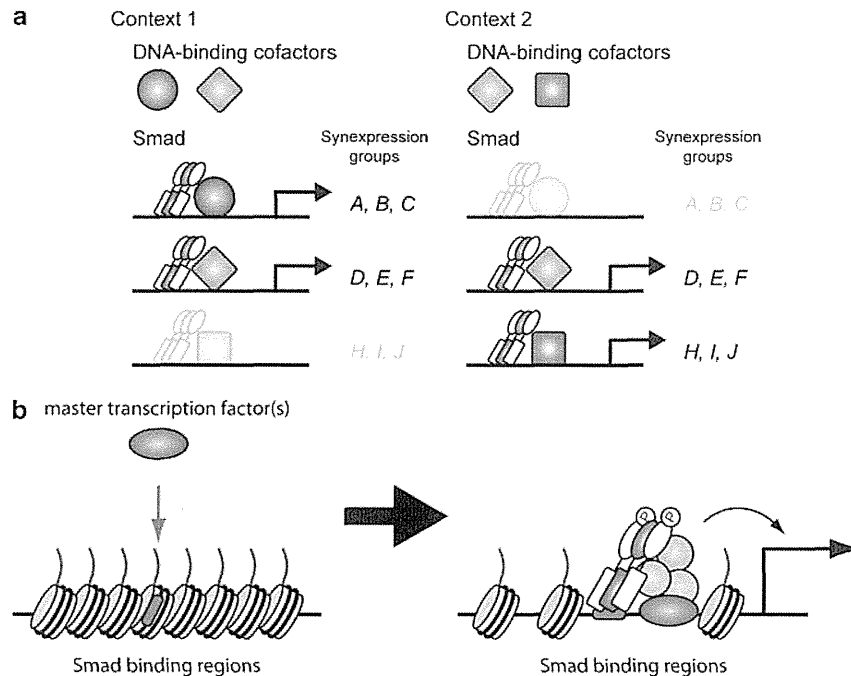 a
Context 1
Context 2
DNA-binding cofactors
DNA-binding cofactors
Smad
Synexpression
groups
Smad
Synexpression
groups
A, B, C
A, B, C
D, E, F
D, E, F
H, I, J
H, I, J
b
master transcription factor(s)
P
P
Smad binding regions
Smad binding regions